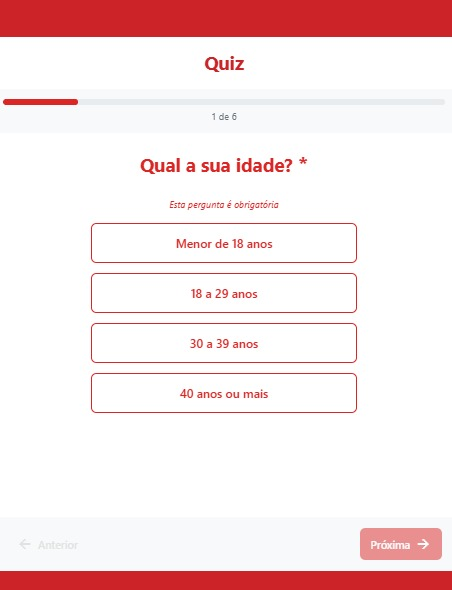 Quiz
1 de 6
Qual a sua idade? *
Esta pergunta é obrigatória
Menor de 18 anos
18 a 29 anos
30 a 39 anos
40 anos ou mais
Anterior
Próxima